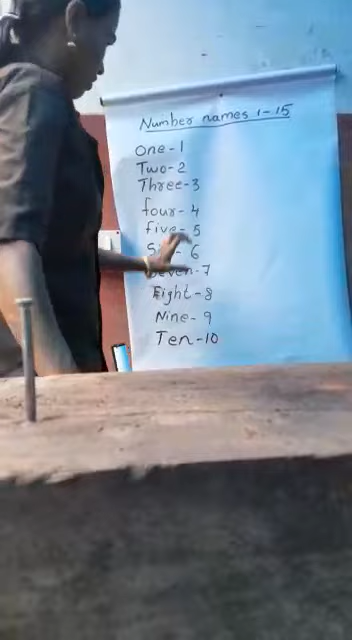 Number names 1-15
One-1
Two-2
Three-3
four-4
five-5
6
Seven-7
Eight-8
Nine-9
Ten-10